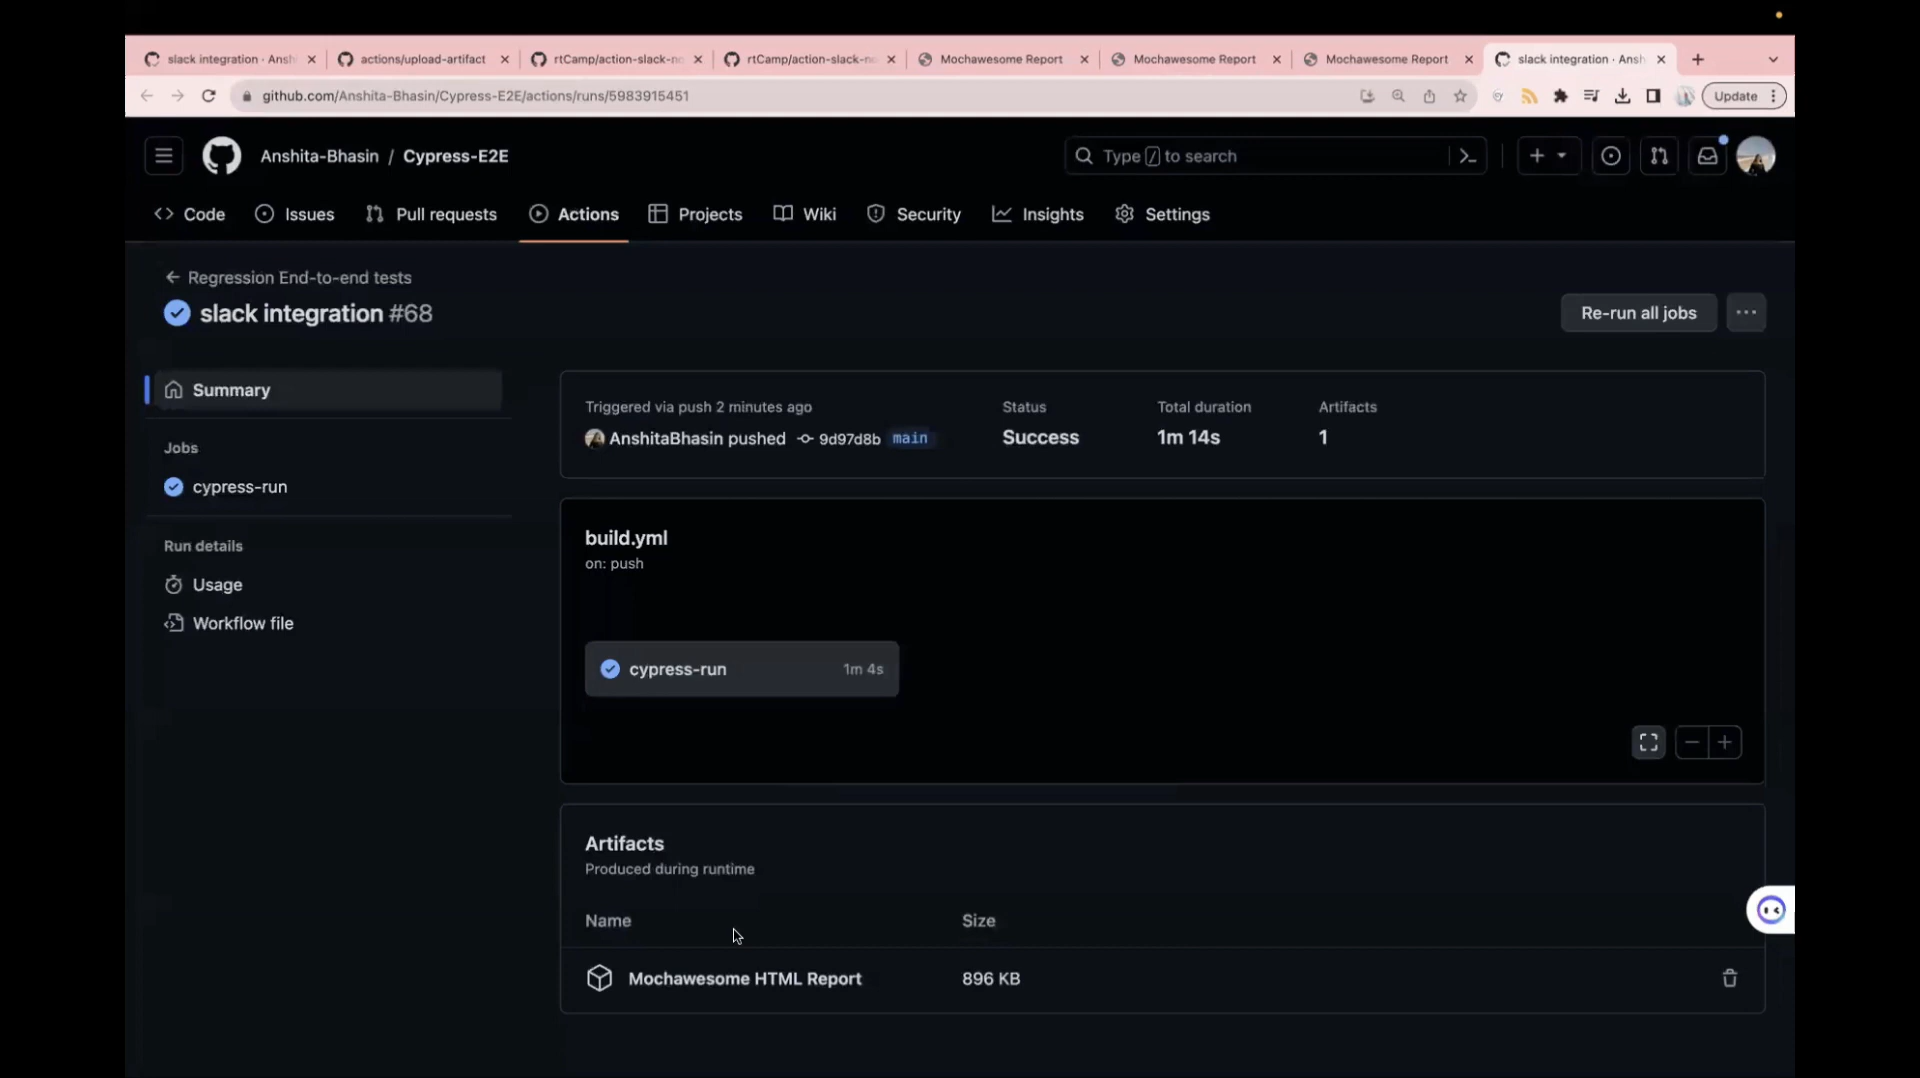 slack integration · Ansh
actions/upload-artifact
rtCamp/action-slack-no
rtCamp/action-slack-no
Mochawesome Report
Mochawesome Report
Mochawesome Report
slack integration · Ansh
github.com/Anshita-Bhasin/Cypress-E2E/actions/runs/5983915451
Update
Anshita-Bhasin / Cypress-E2E
Type / to search
Code
Issues
Pull requests
Actions
Projects
Wiki
Security
Insights
Settings
Regression End-to-end tests
slack integration #68
Re-run all jobs
Summary
Jobs
cypress-run
Run details
Usage
Workflow file
Triggered via push 2 minutes ago
AnshitaBhasin pushed 9d97d8b main
Status
Success
Total duration
1m 14s
Artifacts
1
build.yml
on: push
cypress-run 1m 4s
Artifacts
Produced during runtime
Name Size
Mochawesome HTML Report 896 KB